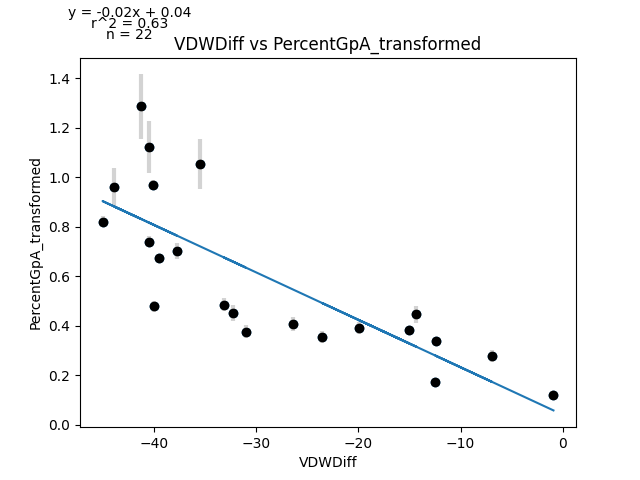 y = -0.02x + 0.04
r^2 = 0.63
n = 22
VDWDiff vs PercentGpA_transformed
PercentGpA_transformed
1.4
1.2
1.0
0.8
0.6
0.4
0.2
0.0
−40
−30
−20
−10
0
VDWDiff